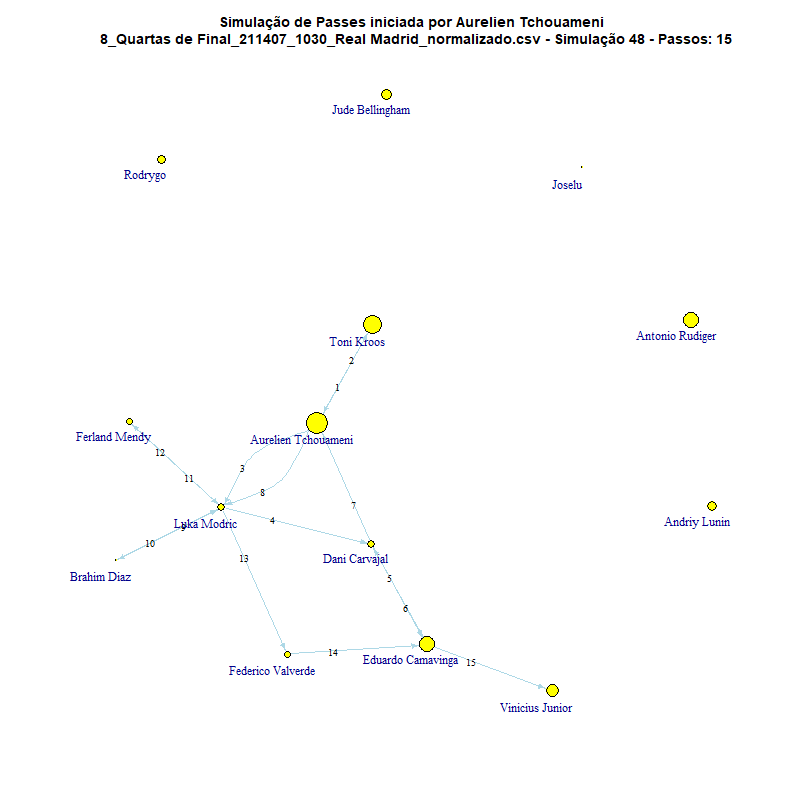 Simulação de Passes iniciada por Aurelien Tchouameni
8_Quartas de Final_211407_1030_Real Madrid_normalizado.csv - Simulação 48 - Passos: 15
Jude Bellingham
Rodrygo
Joselu
Antonio Rudiger
Toni Kroos
2
1
Ferland Mendy
Aurelien Tchouameni
12
3
11
8
7
Luka Modric
4
Andriy Lunin
9
10
13
Dani Carvajal
Brahim Diaz
5
6
14
Eduardo Camavinga
15
Federico Valverde
Vinicius Junior